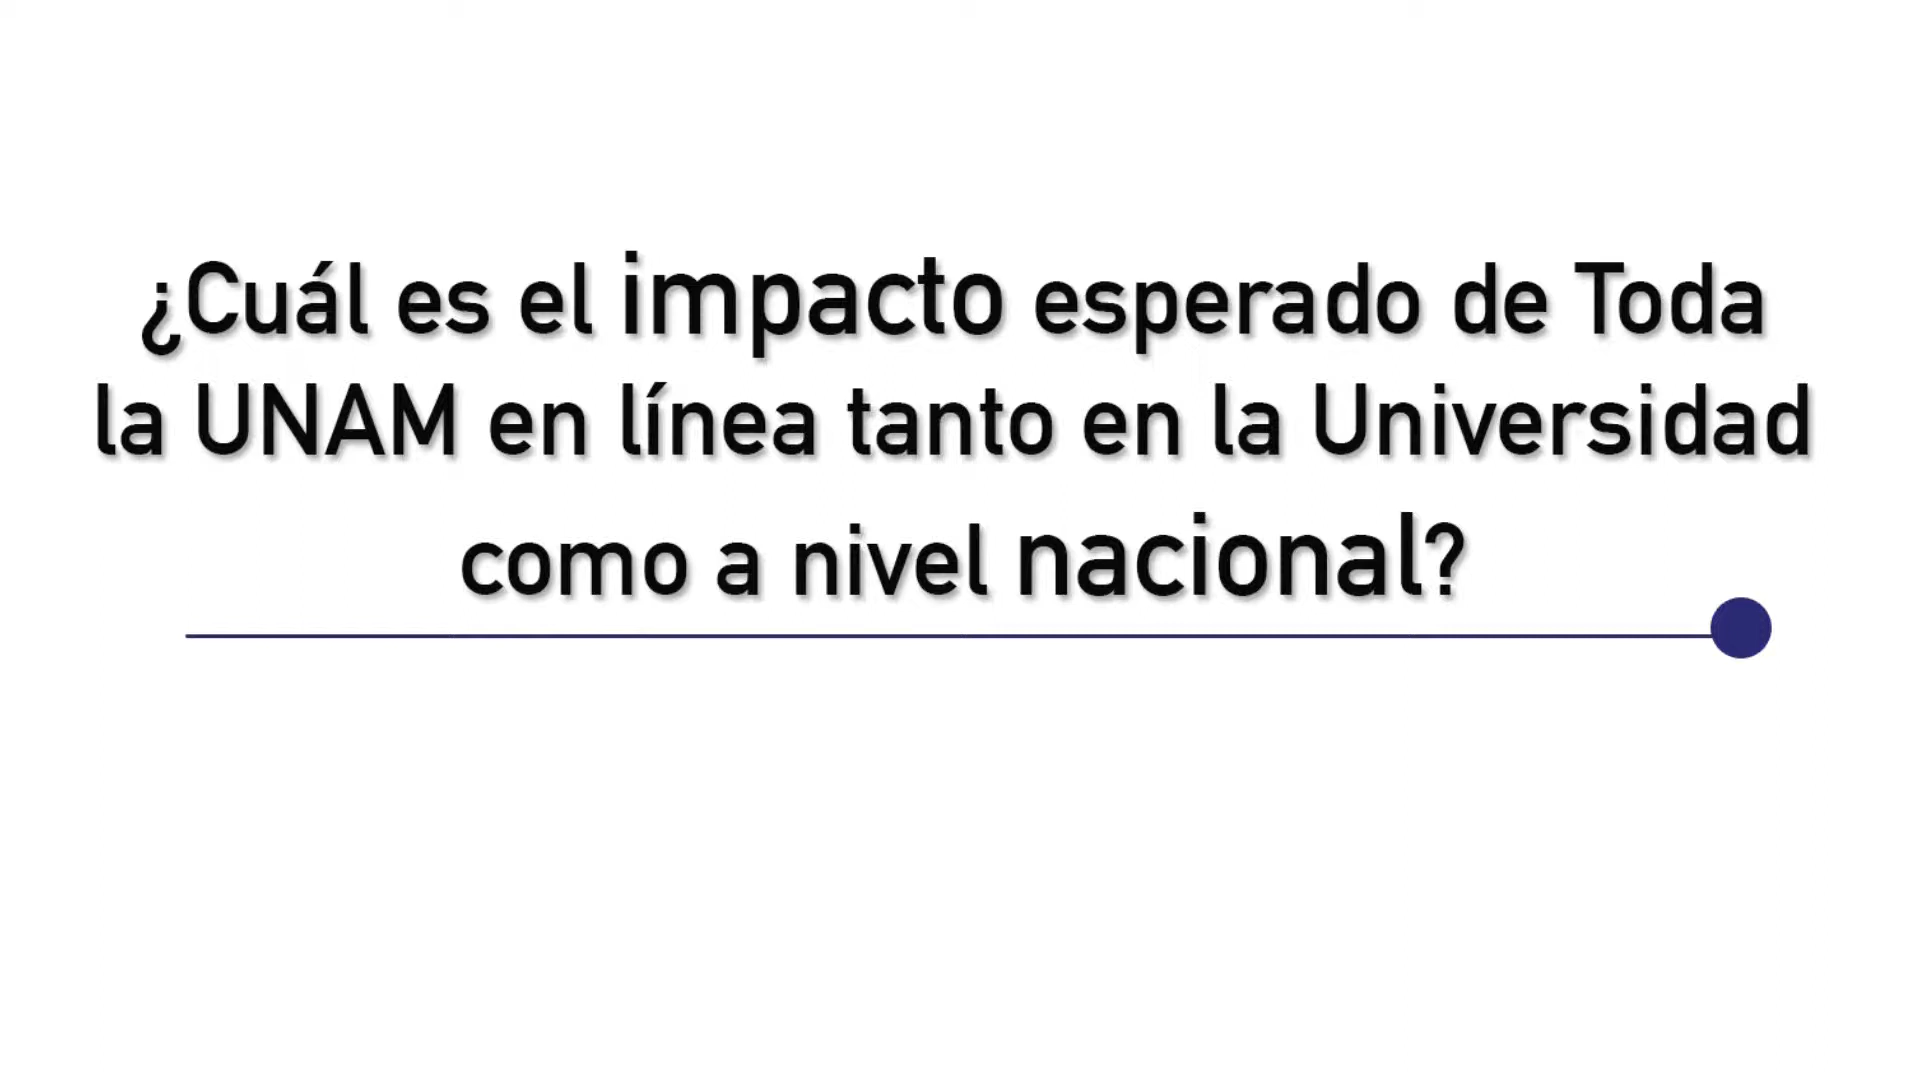 ¿Cuál es el impacto esperado de Toda
la UNAM en línea tanto en la Universidad
como a nivel nacional?